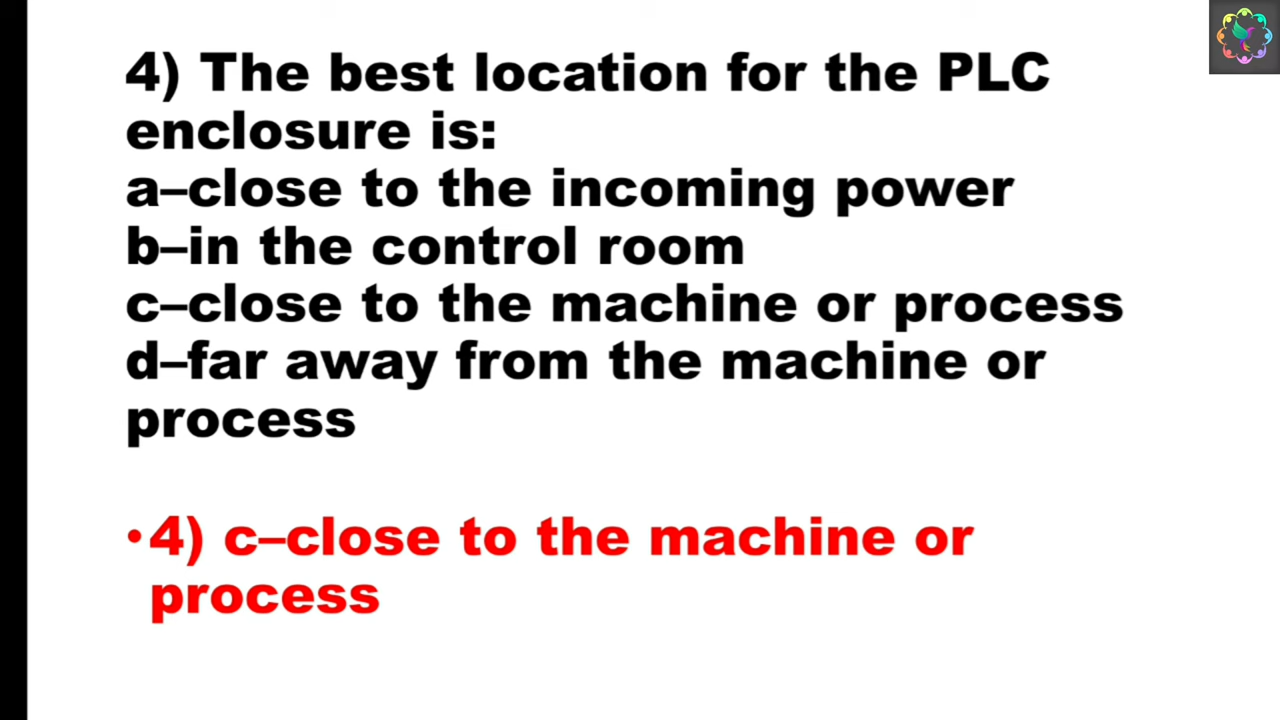 4) The best location for the PLC
enclosure is:
a–close to the incoming power
b–in the control room
c–close to the machine or process
d–far away from the machine or
process
•4) c–close to the machine or
process